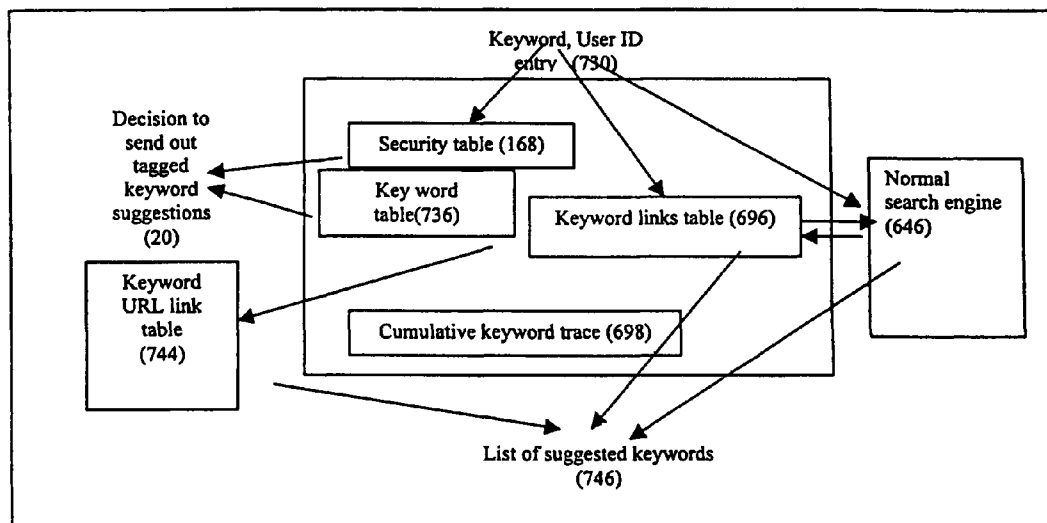 Keyword, User ID
entry (730)
Decision to
send out
tagged
keyword
suggestions
(20)
Security table (168)
Key word
table(736)
Keyword links table (696)
Normal
search engine
(646)
Keyword
URL link
table
(744)
Cumulative keyword trace (698)
List of suggested keywords
(746)